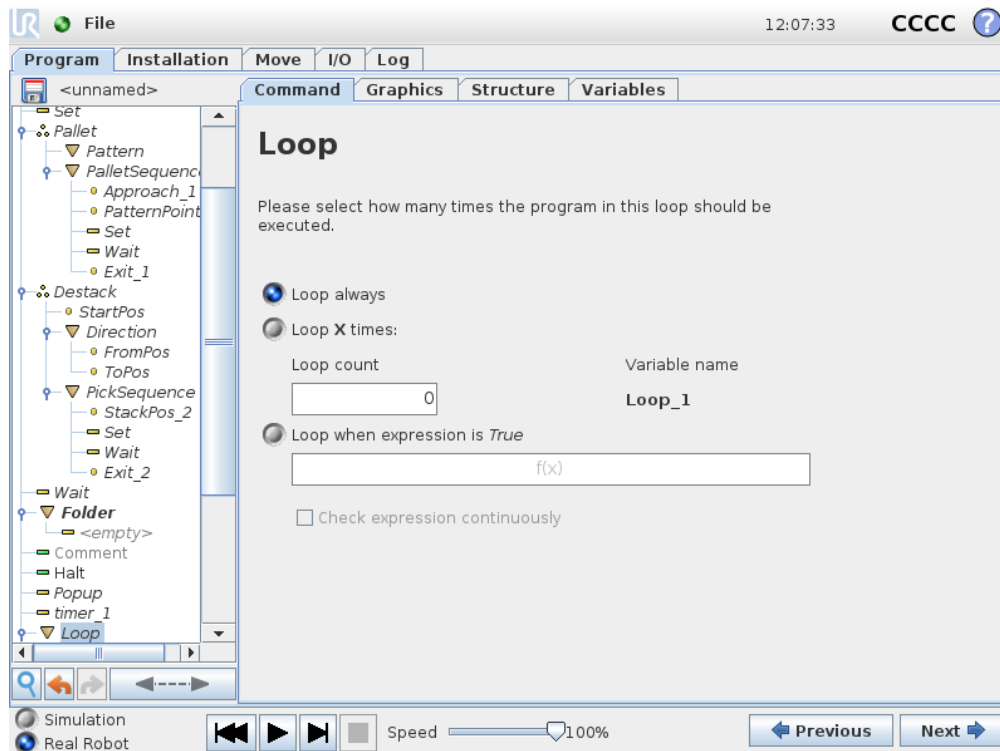 UR File 12:07:33 CCCC ?
Program Installation Move I/O Log
<unnamed>
Command Graphics Structure Variables
Set
Pallet
Pattern
PalletSequenc
Approach_1
PatternPoint
Set
Wait
Exit_1
Destack
StartPos
Direction
FromPos
ToPos
PickSequence
StackPos_2
Set
Wait
Exit_2
Wait
Folder
<empty>
Comment
Halt
Popup
timer_1
Loop
Loop
Please select how many times the program in this loop should be
executed.
Loop always
Loop X times:
Loop count Variable name
0 Loop_1
Loop when expression is True
f(x)
Check expression continuously
Simulation
Real Robot
Speed 100%
Previous Next